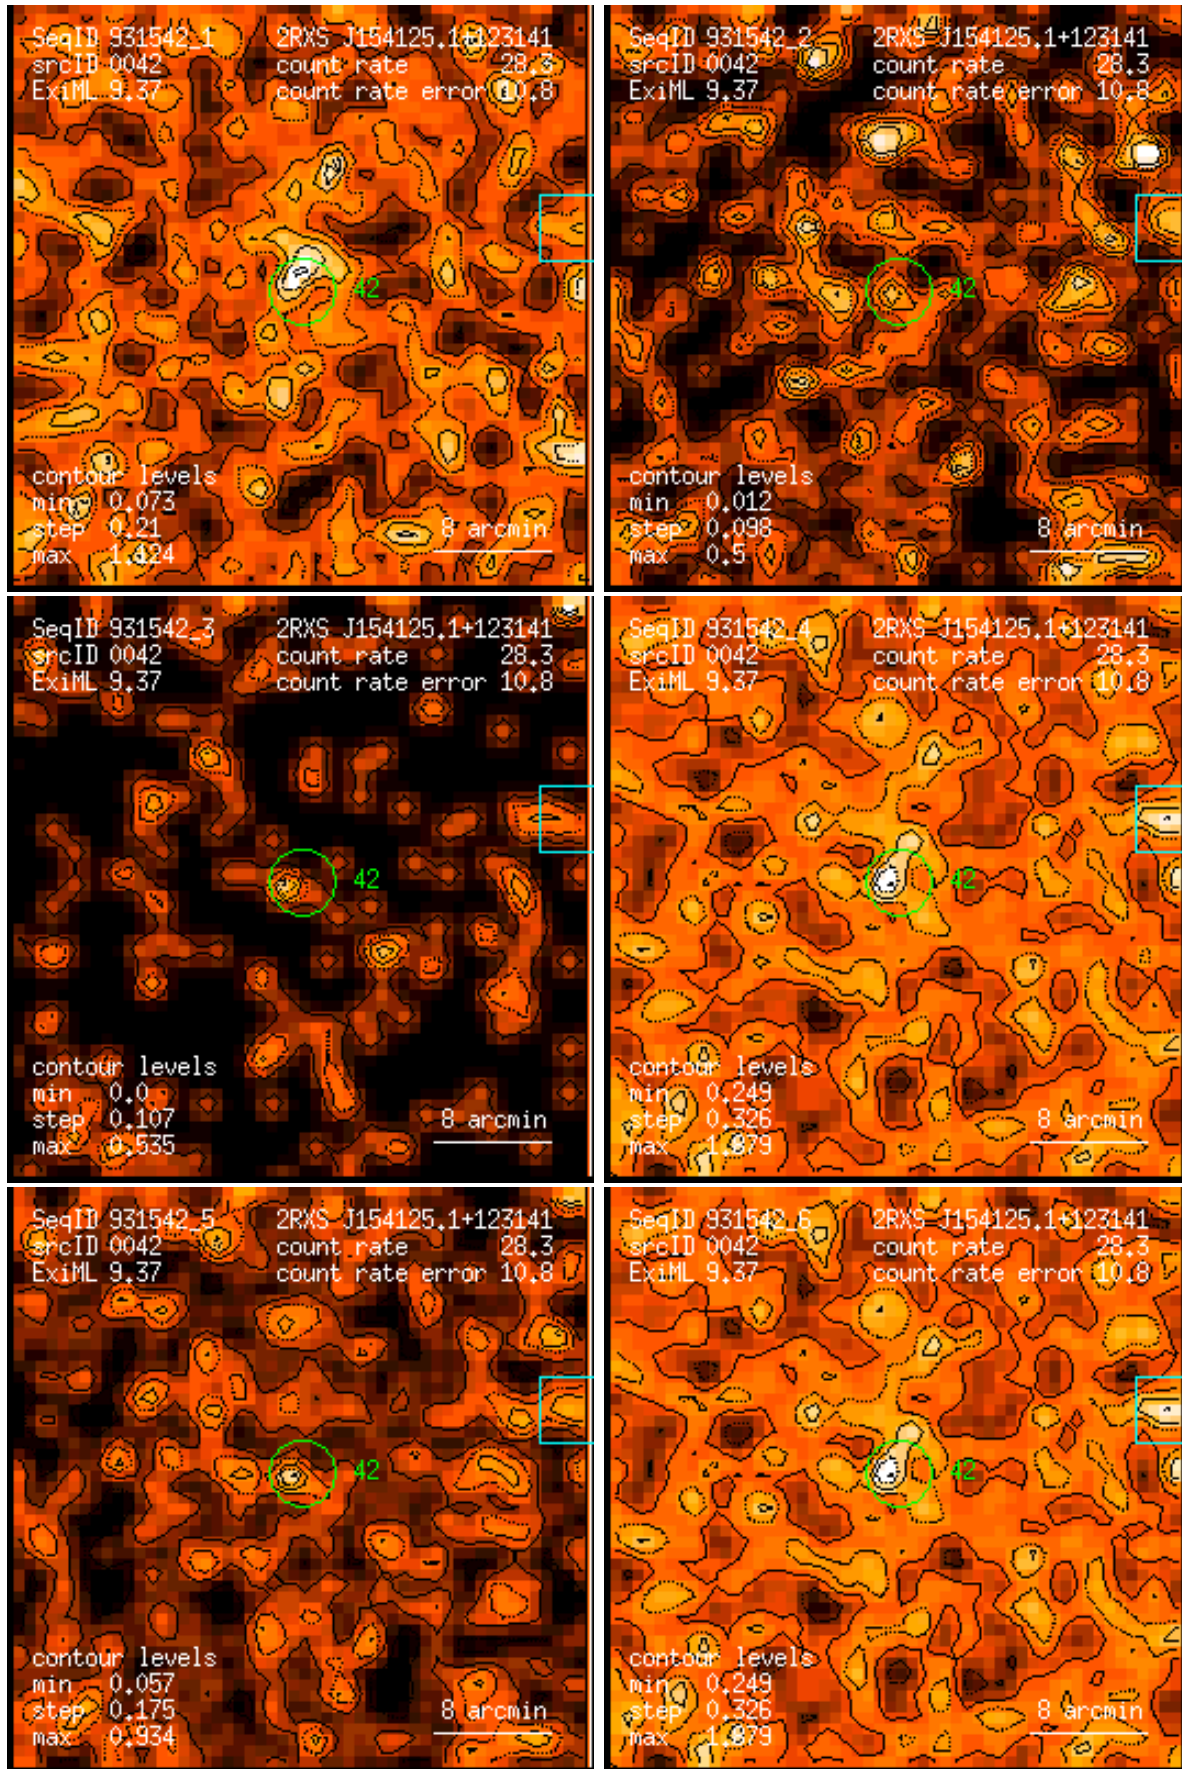 SeqID 931542_1 2RXS J154125.1+123141
srcID 0042 count rate 28.3
ExiML 9.37 count rate error 10.8
42
contour levels
min 0.073
step 0.21
max 1.124
8 arcmin
SeqID 931542_2 2RXS J154125.1+123141
srcID 0042 count rate 28.3
ExiML 9.37 count rate error 10.8
42
contour levels
min 0.012
step 0.098
max 0.5
8 arcmin
SeqID 931542_3 2RXS J154125.1+123141
srcID 0042 count rate 28.3
ExiML 9.37 count rate error 10.8
42
contour levels
min 0.0
step 0.107
max 0.535
8 arcmin
SeqID 931542_4 2RXS J154125.1+123141
srcID 0042 count rate 28.3
ExiML 9.37 count rate error 10.8
42
contour levels
min 0.249
step 0.326
max 1.879
8 arcmin
SeqID 931542_5 2RXS J154125.1+123141
srcID 0042 count rate 28.3
ExiML 9.37 count rate error 10.8
42
contour levels
min 0.057
step 0.175
max 0.934
8 arcmin
SeqID 931542_6 2RXS J154125.1+123141
srcID 0042 count rate 28.3
ExiML 9.37 count rate error 10.8
42
contour levels
min 0.249
step 0.326
max 1.879
8 arcmin